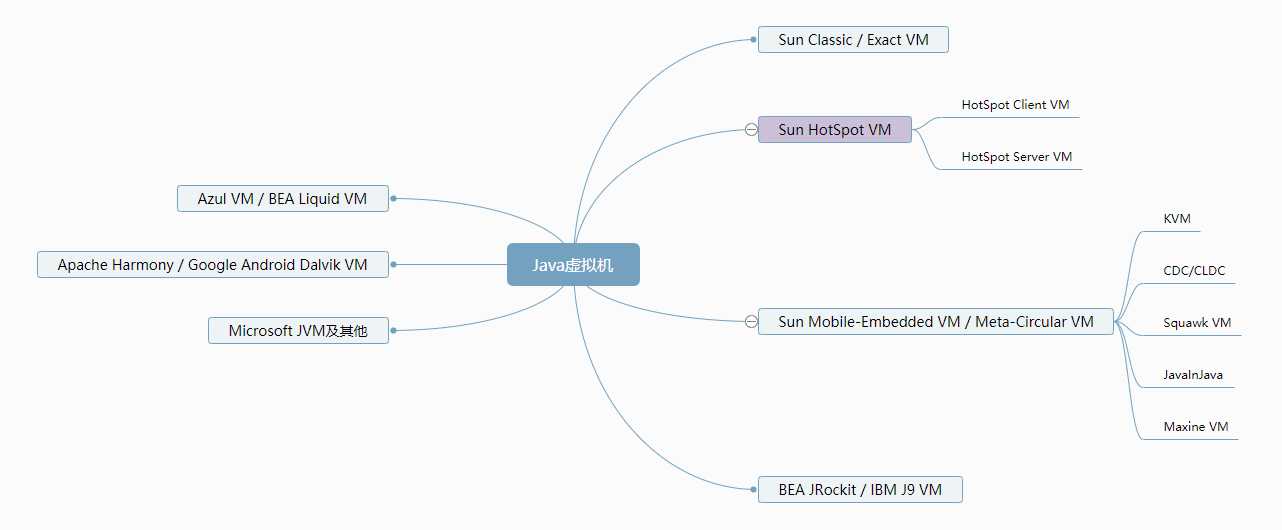 Java虚拟机
Sun Classic / Exact VM
Sun HotSpot VM
HotSpot Client VM
HotSpot Server VM
Sun Mobile-Embedded VM / Meta-Circular VM
KVM
CDC/CLDC
Squawk VM
JavaInJava
Maxine VM
BEA JRockit / IBM J9 VM
Azul VM / BEA Liquid VM
Apache Harmony / Google Android Dalvik VM
Microsoft JVM及其他